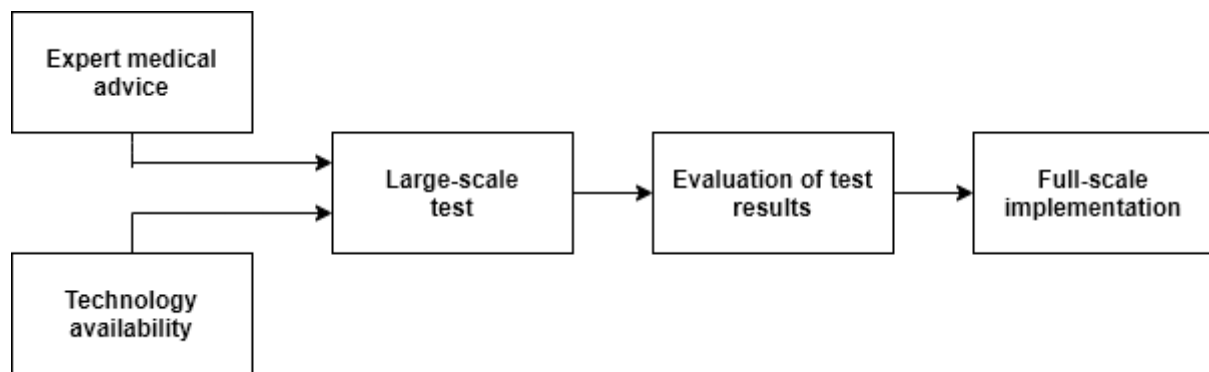 Expert medical
advice
Technology
availability
Large-scale
test
Evaluation of test
results
Full-scale
implementation